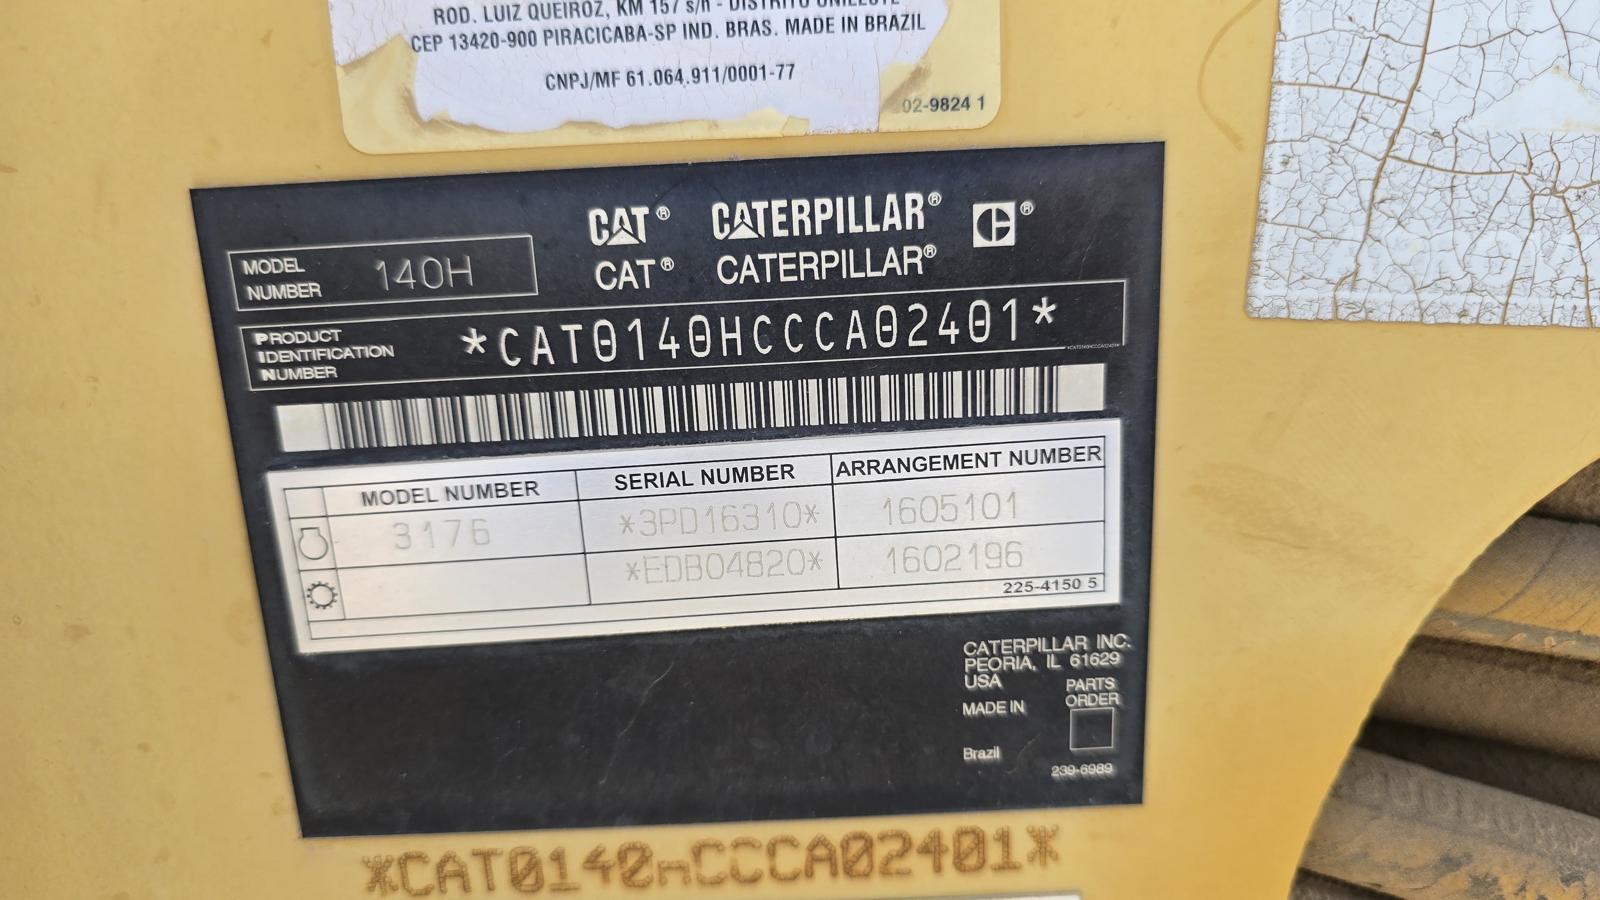 ROD. LUIZ QUEIROZ, KM 157 s/n - DISTRITO UNILESTE
CEP 13420-900 PIRACICABA-SP IND. BRAS. MADE IN BRAZIL
CNPJ/MF 61.064.911/0001-77
02-9824 1
CAT® CATERPILLAR® ®
CAT® CATERPILLAR®
MODEL NUMBER 140H
PRODUCT IDENTIFICATION NUMBER *CAT0140HCCCA02401*
MODEL NUMBER SERIAL NUMBER ARRANGEMENT NUMBER
3176 *3PD16310* 1605101
*EDB04820* 1602196
225-4150 5
CATERPILLAR INC.
PEORIA, IL 61629
USA
MADE IN
Brazil
PARTS
ORDER
239-6989
*CAT0140HCCCA02401*